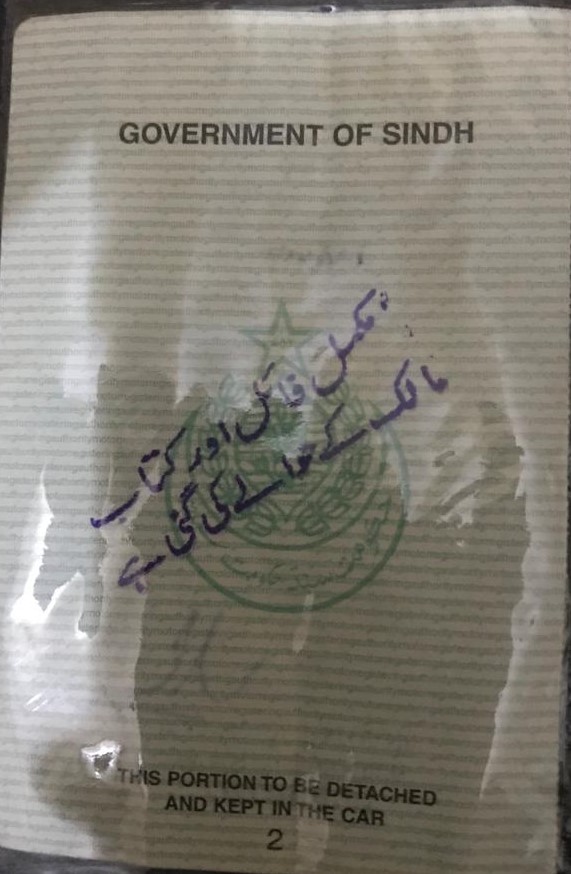 GOVERNMENT OF SINDH
مکمل فائل اور کتاب
مالک کے حوالے کی گئی ہے
THIS PORTION TO BE DETACHED
AND KEPT IN THE CAR
2